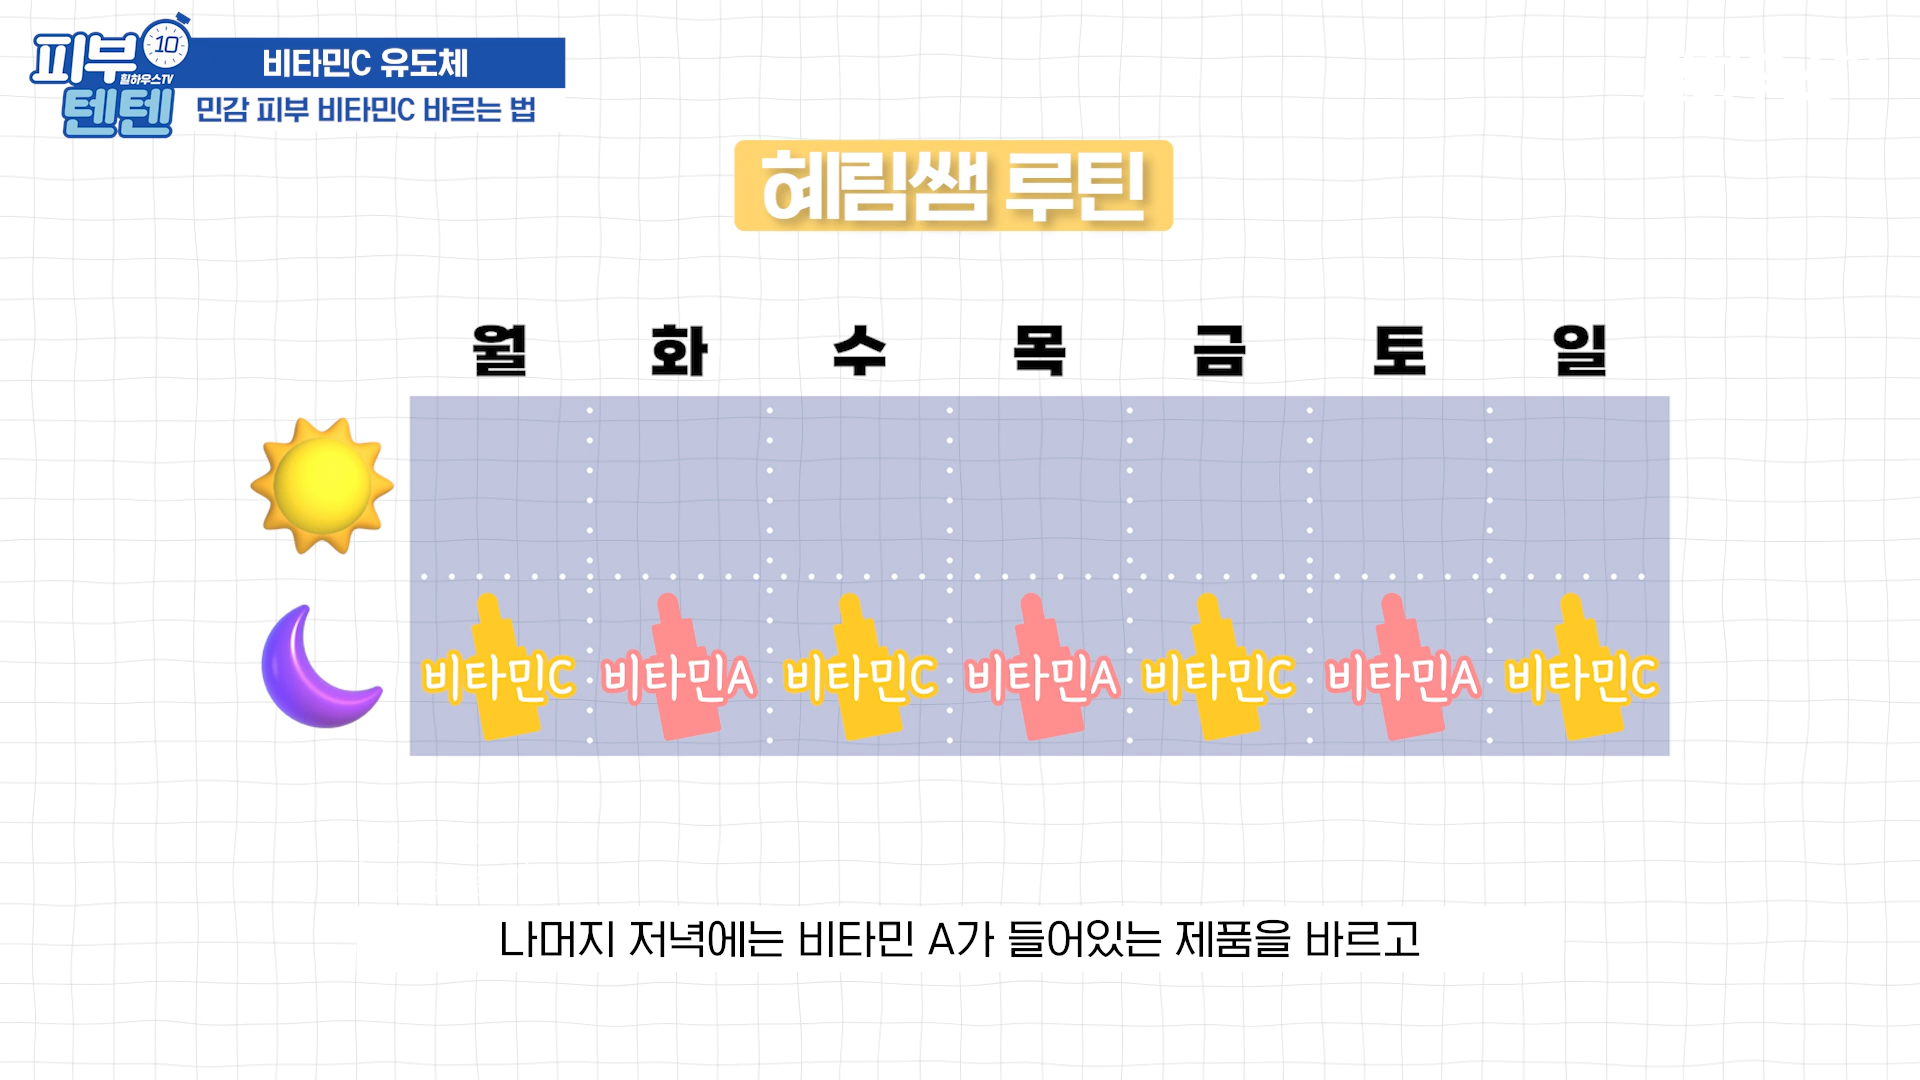 피부 10
힐하우스TV
텐텐
비타민C 유도체
민감 피부 비타민C 바르는 법
혜림쌤 루틴
월 화 수 목 금 토 일
비타민C 비타민A 비타민C 비타민A 비타민C 비타민A 비타민C
나머지 저녁에는 비타민 A가 들어있는 제품을 바르고